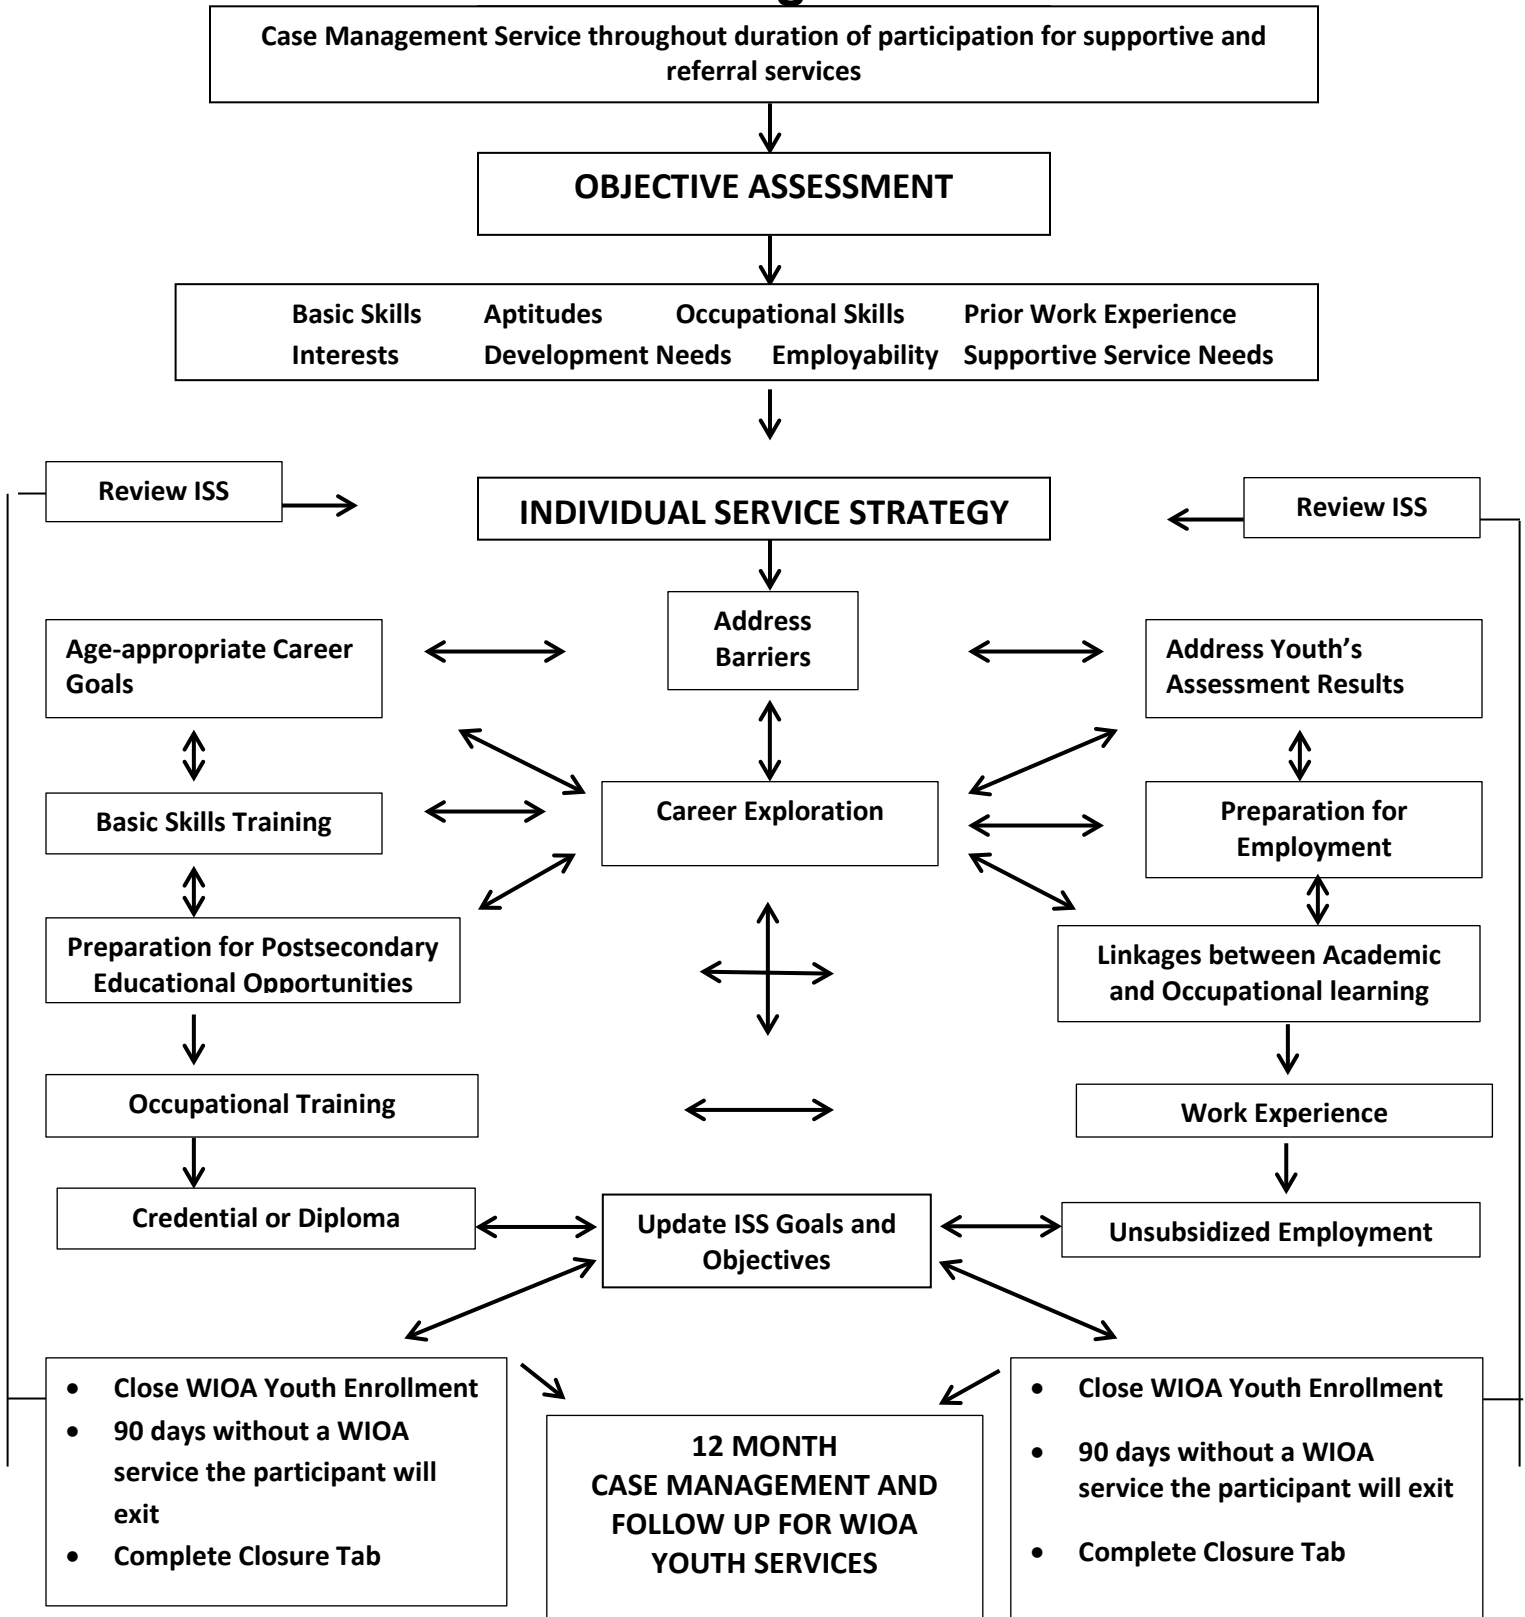 Case Management Service throughout duration of participation for supportive and
referral services
OBJECTIVE ASSESSMENT
Basic Skills Aptitudes Occupational Skills Prior Work Experience
Interests Development Needs Employability Supportive Service Needs
Review ISS
INDIVIDUAL SERVICE STRATEGY
Review ISS
Address
Barriers
Age-appropriate Career
Goals
Address Youth’s
Assessment Results
Basic Skills Training
Career Exploration
Preparation for
Employment
Preparation for Postsecondary
Educational Opportunities
Linkages between Academic
and Occupational learning
Occupational Training
Work Experience
Credential or Diploma
Update ISS Goals and
Objectives
Unsubsidized Employment
• Close WIOA Youth Enrollment
• 90 days without a WIOA
service the participant will
exit
• Complete Closure Tab
12 MONTH
CASE MANAGEMENT AND
FOLLOW UP FOR WIOA
YOUTH SERVICES
• Close WIOA Youth Enrollment
• 90 days without a WIOA
service the participant will exit
• Complete Closure Tab